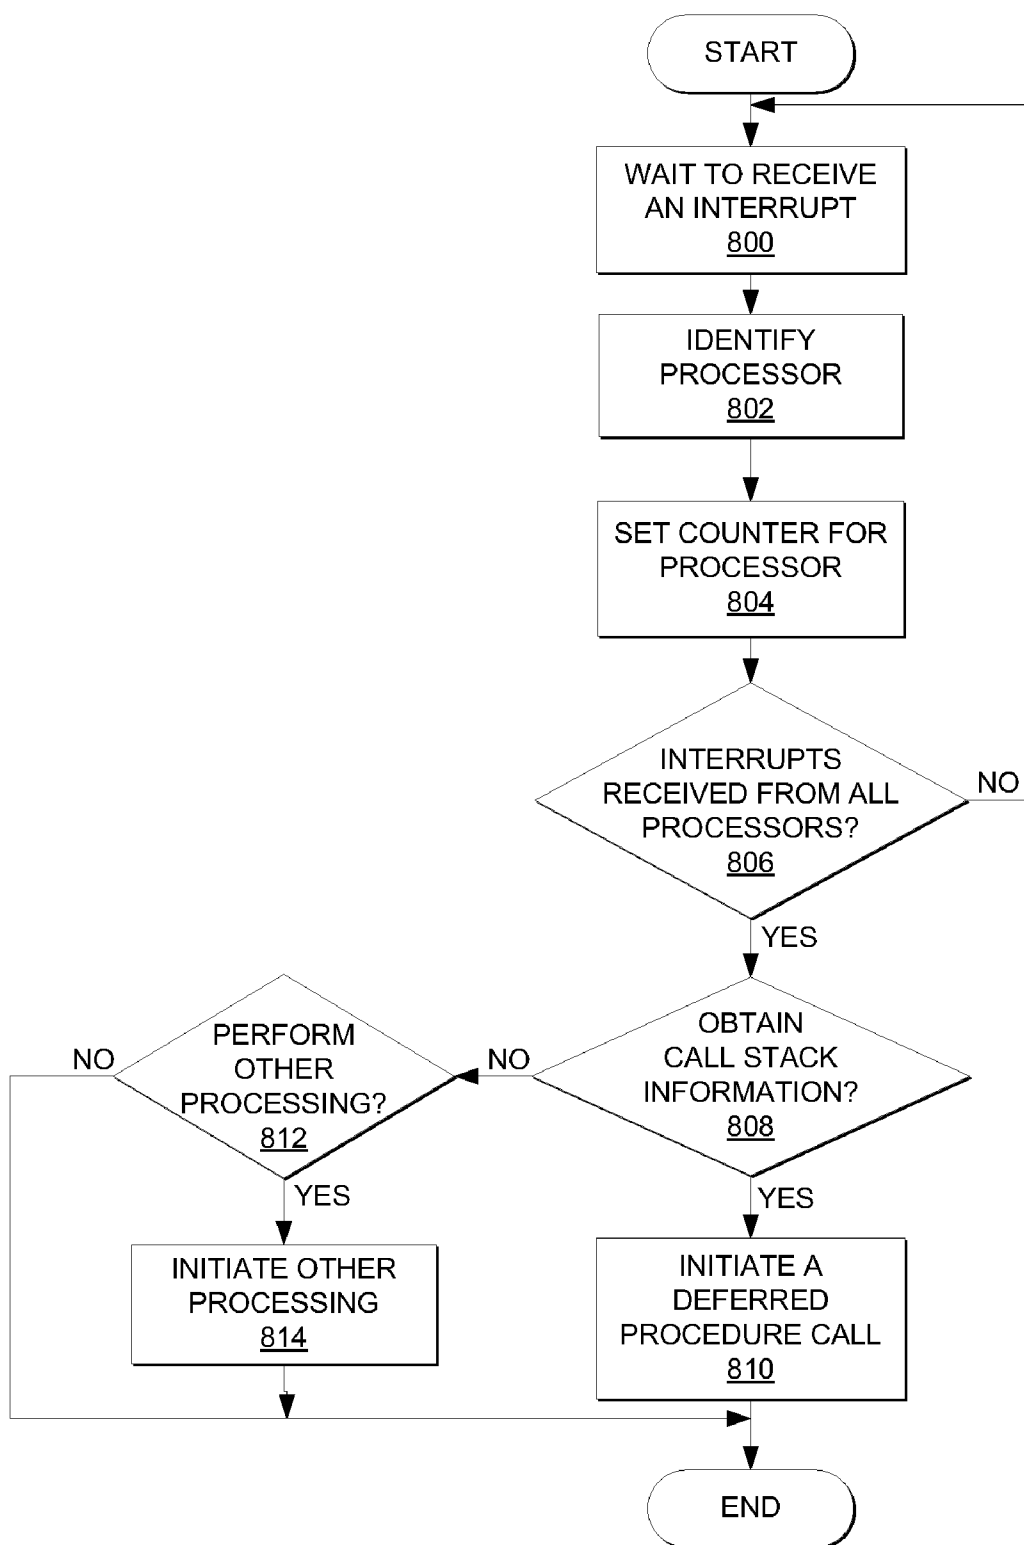 START
WAIT TO RECEIVE
AN INTERRUPT
800
IDENTIFY
PROCESSOR
802
SET COUNTER FOR
PROCESSOR
804
INTERRUPTS
RECEIVED FROM ALL
PROCESSORS?
806
NO
YES
OBTAIN
CALL STACK
INFORMATION?
808
NO
YES
PERFORM
OTHER
PROCESSING?
812
NO
YES
INITIATE OTHER
PROCESSING
814
INITIATE A
DEFERRED
PROCEDURE CALL
810
END